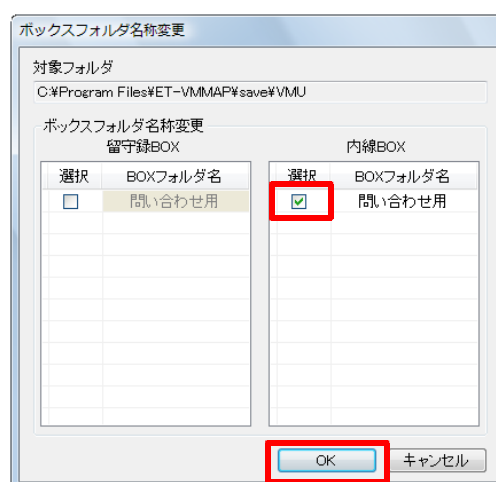 ボックスフォルダ名称変更
対象フォルダ
C:¥Program Files¥ET-VMMAP¥save¥VMU
ボックスフォルダ名称変更
留守録BOX
選択 BOXフォルダ名
問い合わせ用
内線BOX
選択 BOXフォルダ名
問い合わせ用
OK キャンセル